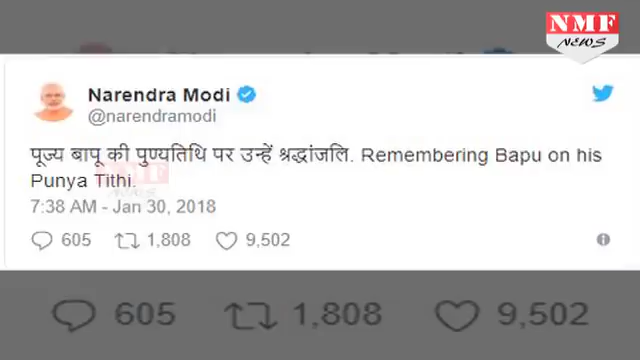 NMF
NEWS
Narendra Modi
@narendramodi
पूज्य बापू की पुण्यतिथि पर उन्हें श्रद्धांजलि. Remembering Bapu on his
Punya Tithi.
7:38 AM - Jan 30, 2018
605 1,808 9,502
605 1,808 9,502